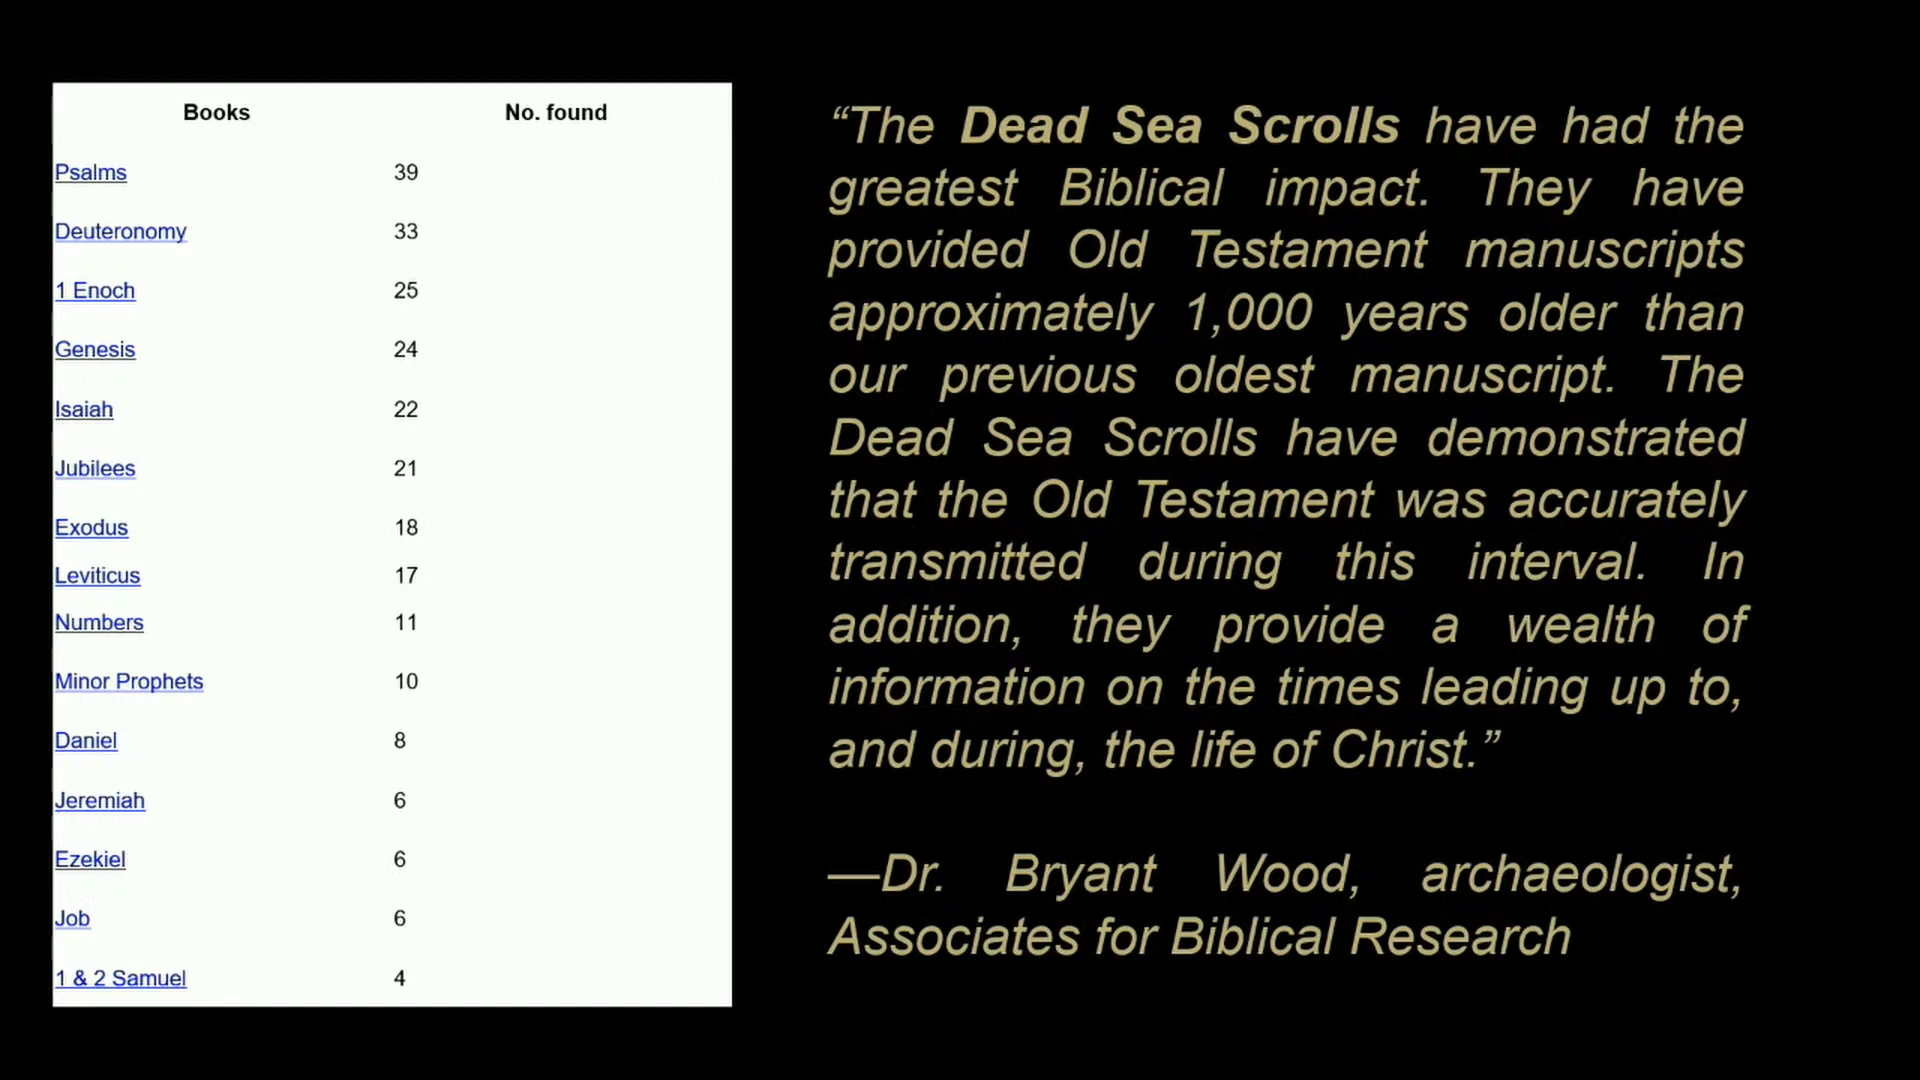 Books No. found
Psalms 39
Deuteronomy 33
1 Enoch 25
Genesis 24
Isaiah 22
Jubilees 21
Exodus 18
Leviticus 17
Numbers 11
Minor Prophets 10
Daniel 8
Jeremiah 6
Ezekiel 6
Job 6
1 & 2 Samuel 4
“The Dead Sea Scrolls have had the
greatest Biblical impact. They have
provided Old Testament manuscripts
approximately 1,000 years older than
our previous oldest manuscript. The
Dead Sea Scrolls have demonstrated
that the Old Testament was accurately
transmitted during this interval. In
addition, they provide a wealth of
information on the times leading up to,
and during, the life of Christ.”
—Dr. Bryant Wood, archaeologist,
Associates for Biblical Research